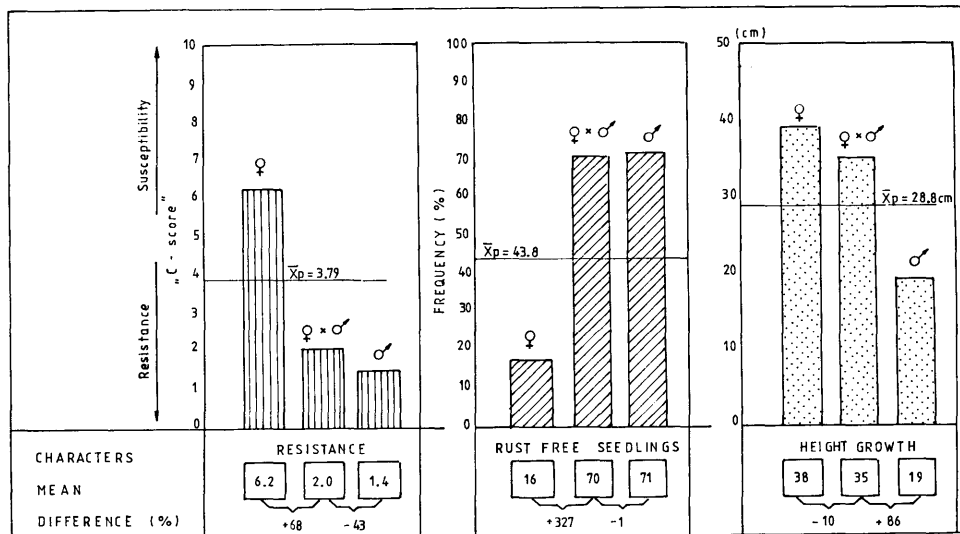 Susceptibility
Resistance
„C - score"
10
9
8
7
6
5
4
3
2
1
0
♀
X̄p = 3.79
♀ × ♂
♂
FREQUENCY (%)
100
90
80
70
60
50
40
30
20
10
0
♀ × ♂
♂
X̄p = 43.8
♀
(cm)
50
40
30
20
10
0
♀
♀ × ♂
X̄p = 28.8cm
♂
CHARACTERS
RESISTANCE
RUST FREE SEEDLINGS
HEIGHT GROWTH
MEAN
6.2 2.0 1.4
16 70 71
38 35 19
DIFFERENCE (%)
+68 -43
+327 -1
-10 +86